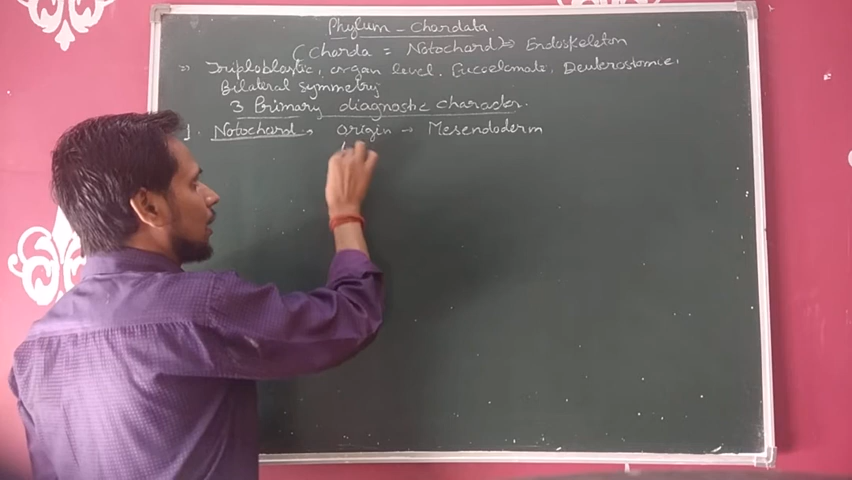 Phylum - Chordata
(Chorda = Notochord) ⇒ Endoskeleton
⇒ Triploblastic, organ level. Eucoelomate, Deuterostomia,
Bilateral symmetry
3 Primary diagnostic character.
1. Notochord → origin → Mesendoderm